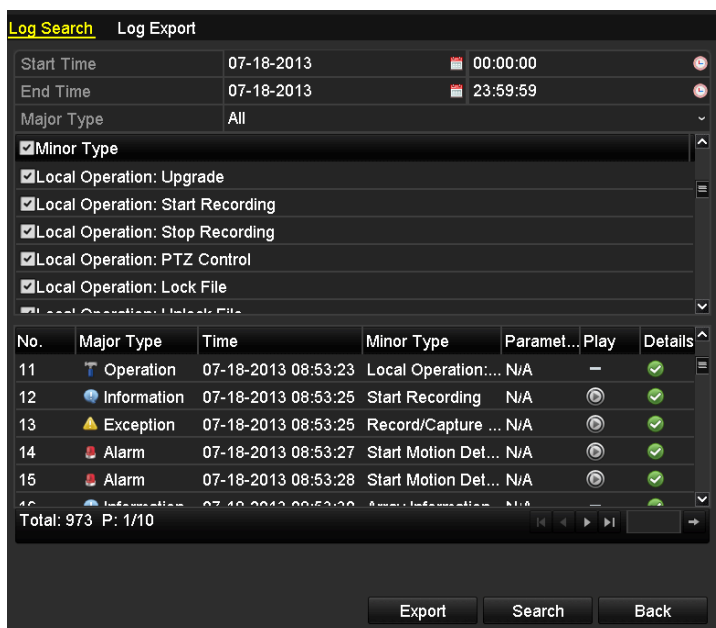 Log Search Log Export
Start Time 07-18-2013 00:00:00
End Time 07-18-2013 23:59:59
Major Type All
Minor Type
Local Operation: Upgrade
Local Operation: Start Recording
Local Operation: Stop Recording
Local Operation: PTZ Control
Local Operation: Lock File
No. Major Type Time Minor Type Paramet... Play Details
11 Operation 07-18-2013 08:53:23 Local Operation:... N/A –
12 Information 07-18-2013 08:53:25 Start Recording N/A
13 Exception 07-18-2013 08:53:25 Record/Capture ... N/A
14 Alarm 07-18-2013 08:53:27 Start Motion Det... N/A
15 Alarm 07-18-2013 08:53:28 Start Motion Det... N/A
Total: 973 P: 1/10
Export Search Back